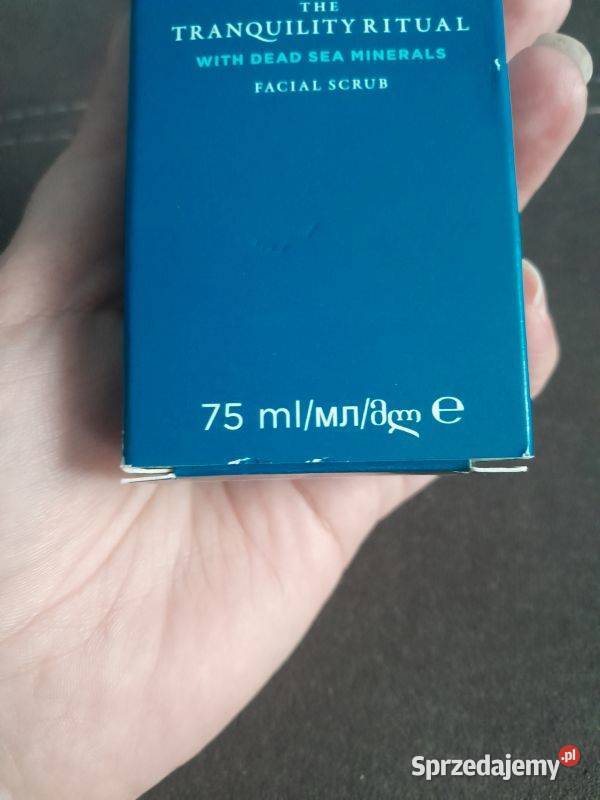 THE
TRANQUILITY RITUAL
WITH DEAD SEA MINERALS
FACIAL SCRUB
75 ml/мл/მლ ℮
Sprzedajemy.pl